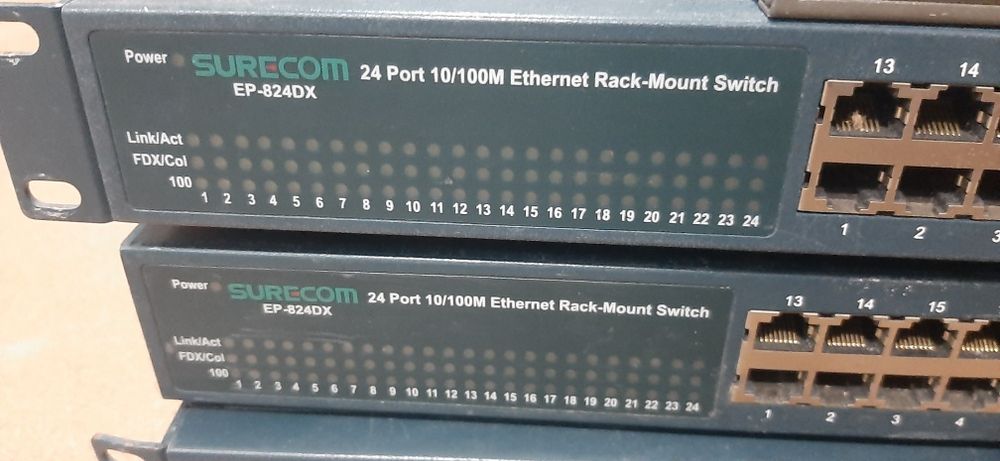 Power SURECOM 24 Port 10/100M Ethernet Rack-Mount Switch
EP-824DX
Link/Act
FDX/Col
100
1 2 3 4 5 6 7 8 9 10 11 12 13 14 15 16 17 18 19 20 21 22 23 24
13 14
1 2 3
Power SURECOM 24 Port 10/100M Ethernet Rack-Mount Switch
EP-824DX
Link/Act
FDX/Col
100
1 2 3 4 5 6 7 8 9 10 11 12 13 14 15 16 17 18 19 20 21 22 23 24
13 14 15
1 2 3 4